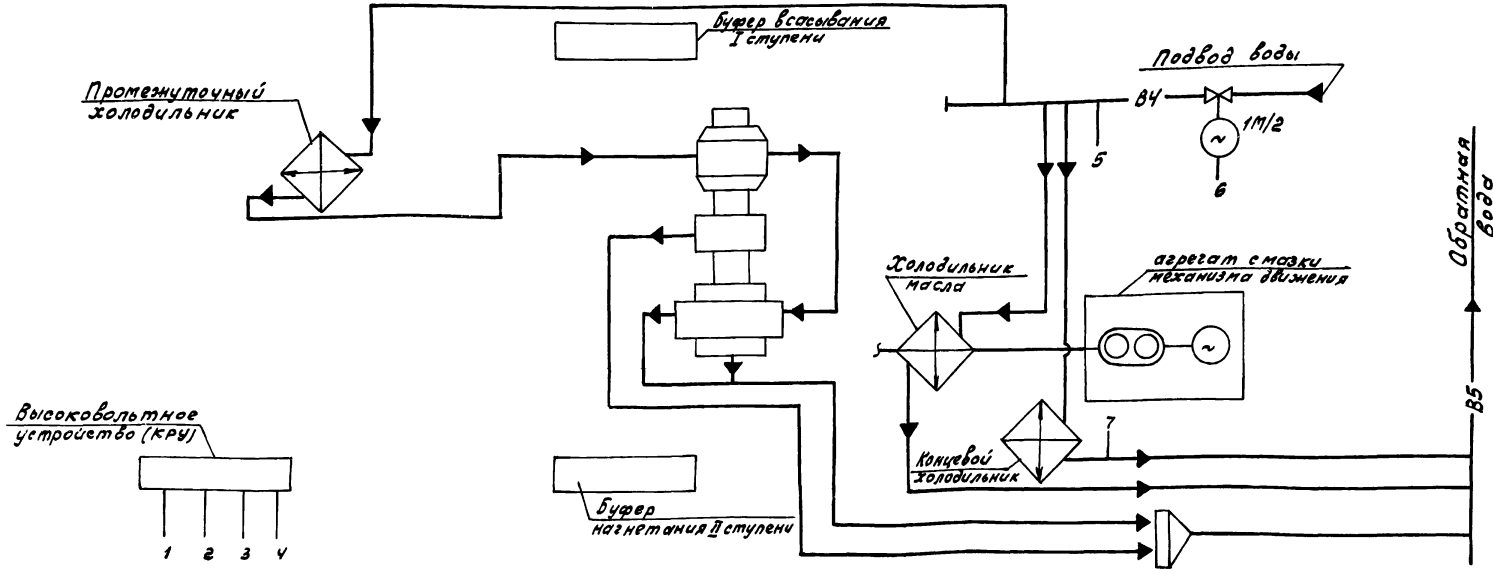 Буфер всасывания
I ступени
Подвод воды
Промежуточный
холодильник
В4
1М/2
5
6
Обратная
вода
Холодильник
масла
агрегат смазки
механизма движения
Высоковольтное
устройство (КРУ)
7
В5
Концевой
холодильник
Буфер
нагнетания II ступени
1 2 3 4